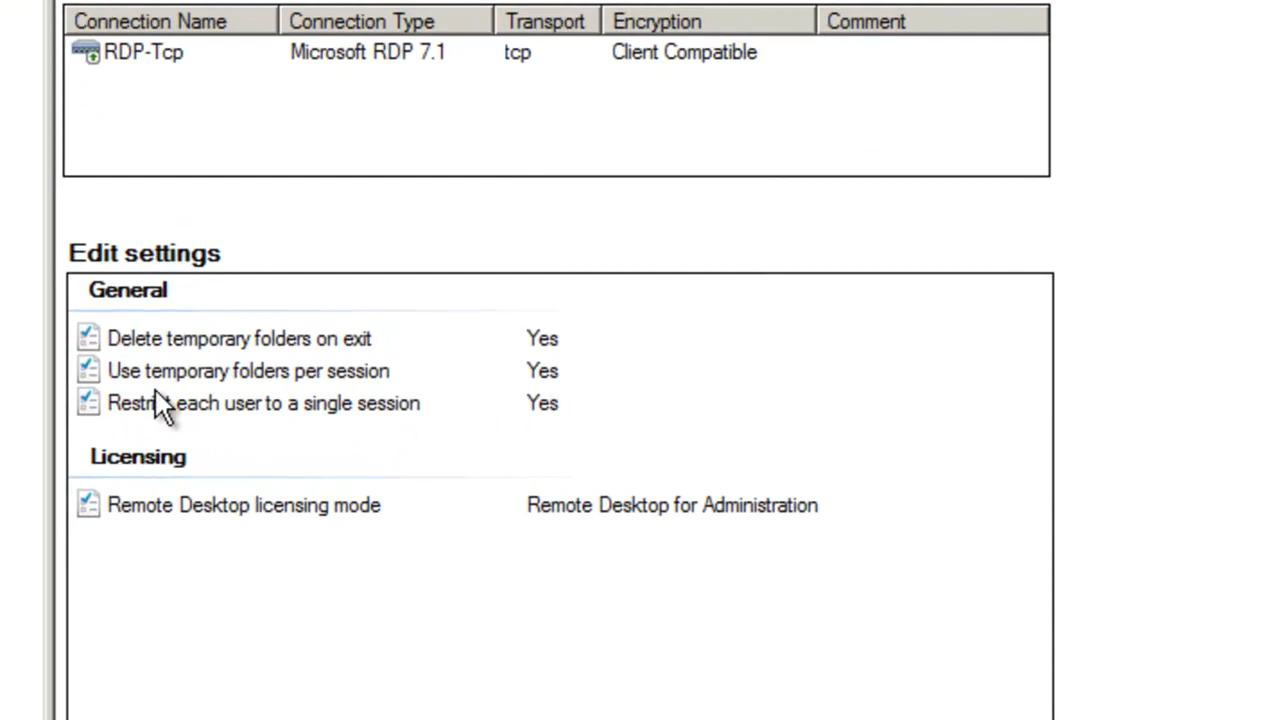 Connection Name Connection Type Transport Encryption Comment
RDP-Tcp Microsoft RDP 7.1 tcp Client Compatible
Edit settings
General
Delete temporary folders on exit Yes
Use temporary folders per session Yes
Restrict each user to a single session Yes
Licensing
Remote Desktop licensing mode Remote Desktop for Administration